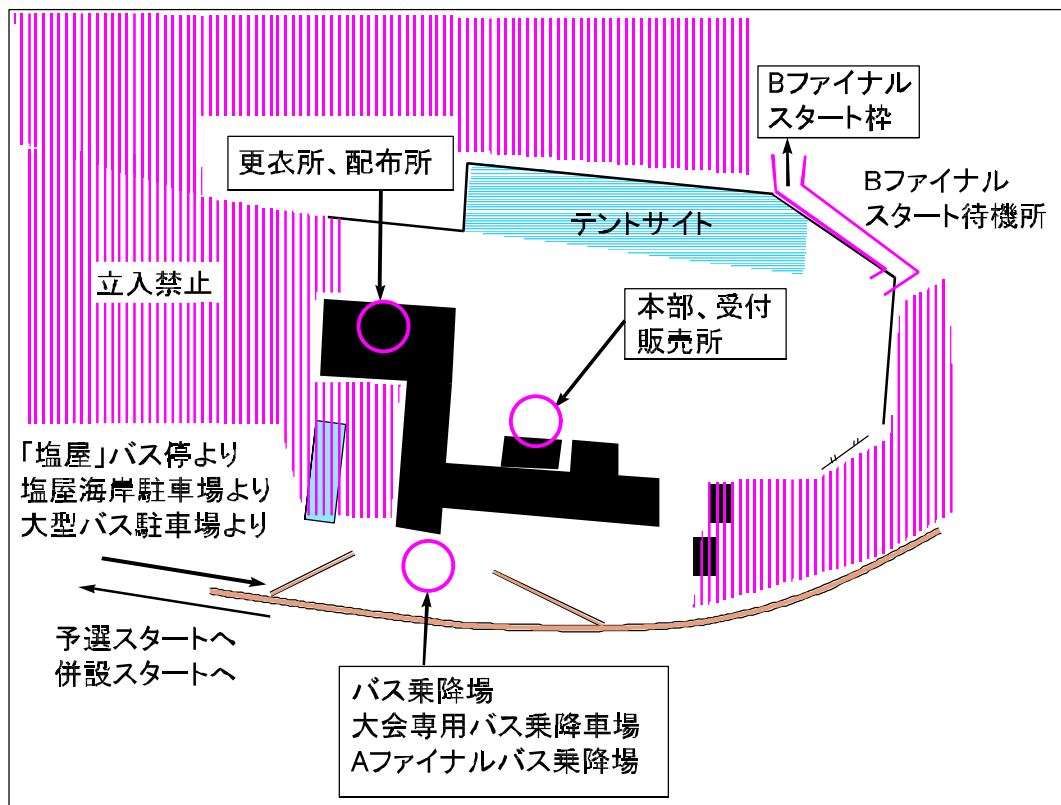 Bファイナル
スタート枠
更衣所、配布所
Bファイナル
スタート待機所
テントサイト
立入禁止
本部、受付
販売所
「塩屋」バス停より
塩屋海岸駐車場より
大型バス駐車場より
予選スタートへ
併設スタートへ
バス乗降場
大会専用バス乗降車場
Aファイナルバス乗降場